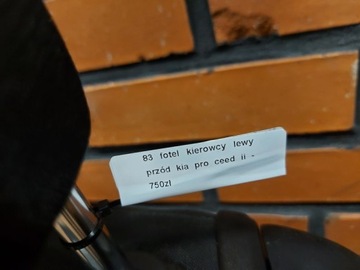 83 fotel kierowcy lewy
przód kia pro ceed ii -
750zl